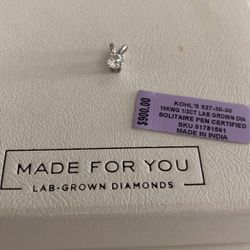 $900.00
KOHL'S 927-30-30
10KWG 1/2CT LAB GROWN DIA
SOLITAIRE PEN CERTIFIED
SKU 51781561
MADE IN INDIA
MADE FOR YOU
LAB-GROWN DIAMONDS